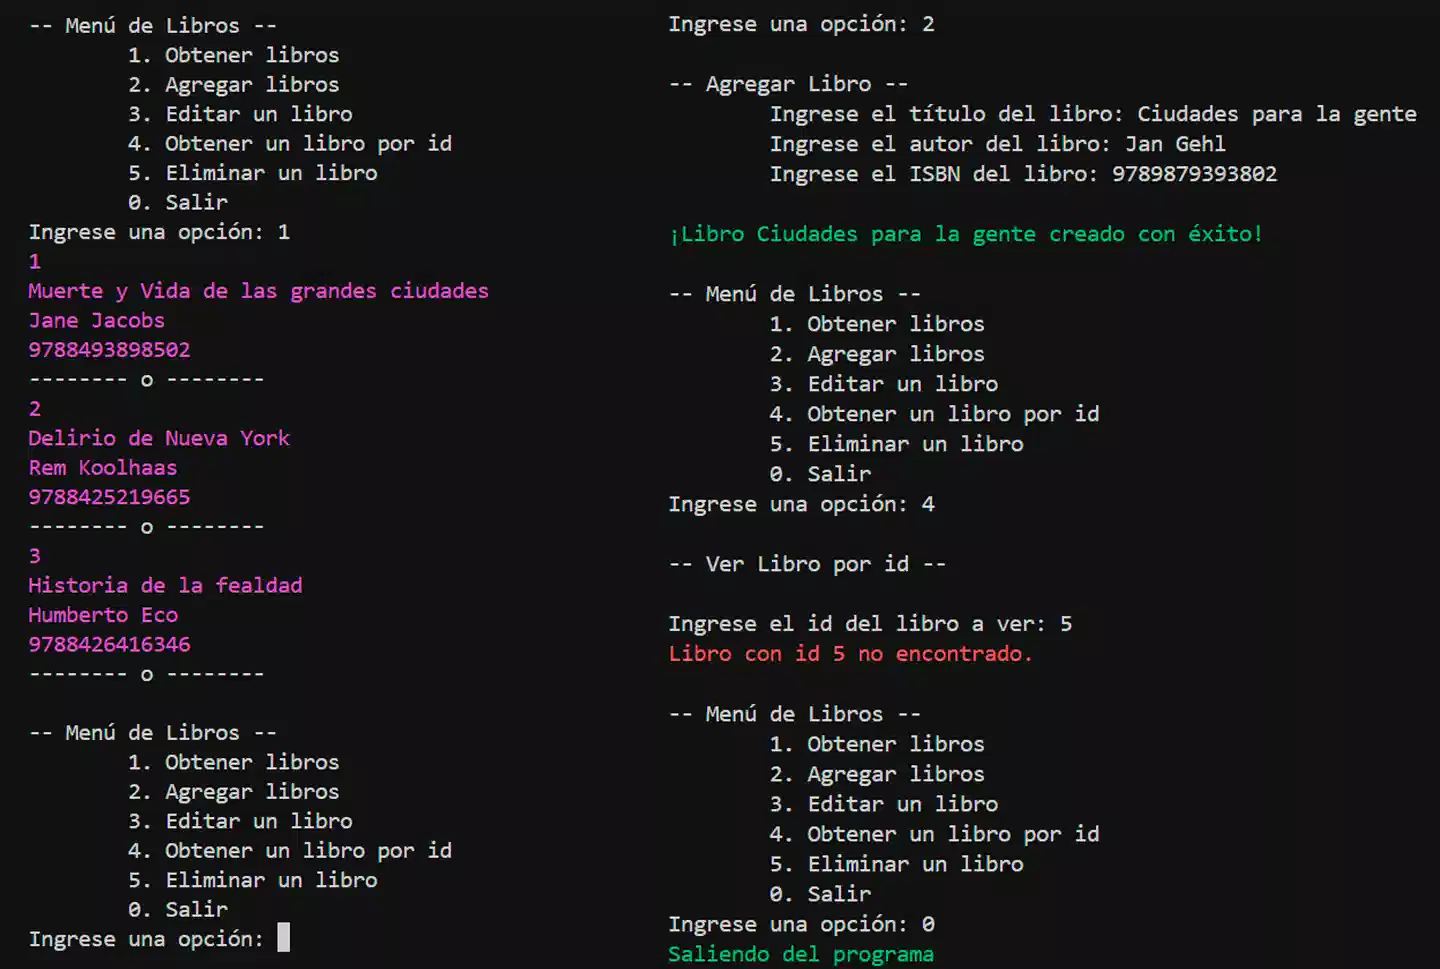 -- Menú de Libros --
1. Obtener libros
2. Agregar libros
3. Editar un libro
4. Obtener un libro por id
5. Eliminar un libro
0. Salir
Ingrese una opción: 1
1
Muerte y Vida de las grandes ciudades
Jane Jacobs
9788493898502
-------- o --------
2
Delirio de Nueva York
Rem Koolhaas
9788425219665
-------- o --------
3
Historia de la fealdad
Humberto Eco
9788426416346
-------- o --------
-- Menú de Libros --
1. Obtener libros
2. Agregar libros
3. Editar un libro
4. Obtener un libro por id
5. Eliminar un libro
0. Salir
Ingrese una opción:
Ingrese una opción: 2
-- Agregar Libro --
Ingrese el título del libro: Ciudades para la gente
Ingrese el autor del libro: Jan Gehl
Ingrese el ISBN del libro: 9789879393802
¡Libro Ciudades para la gente creado con éxito!
-- Menú de Libros --
1. Obtener libros
2. Agregar libros
3. Editar un libro
4. Obtener un libro por id
5. Eliminar un libro
0. Salir
Ingrese una opción: 4
-- Ver Libro por id --
Ingrese el id del libro a ver: 5
Libro con id 5 no encontrado.
-- Menú de Libros --
1. Obtener libros
2. Agregar libros
3. Editar un libro
4. Obtener un libro por id
5. Eliminar un libro
0. Salir
Ingrese una opción: 0
Saliendo del programa